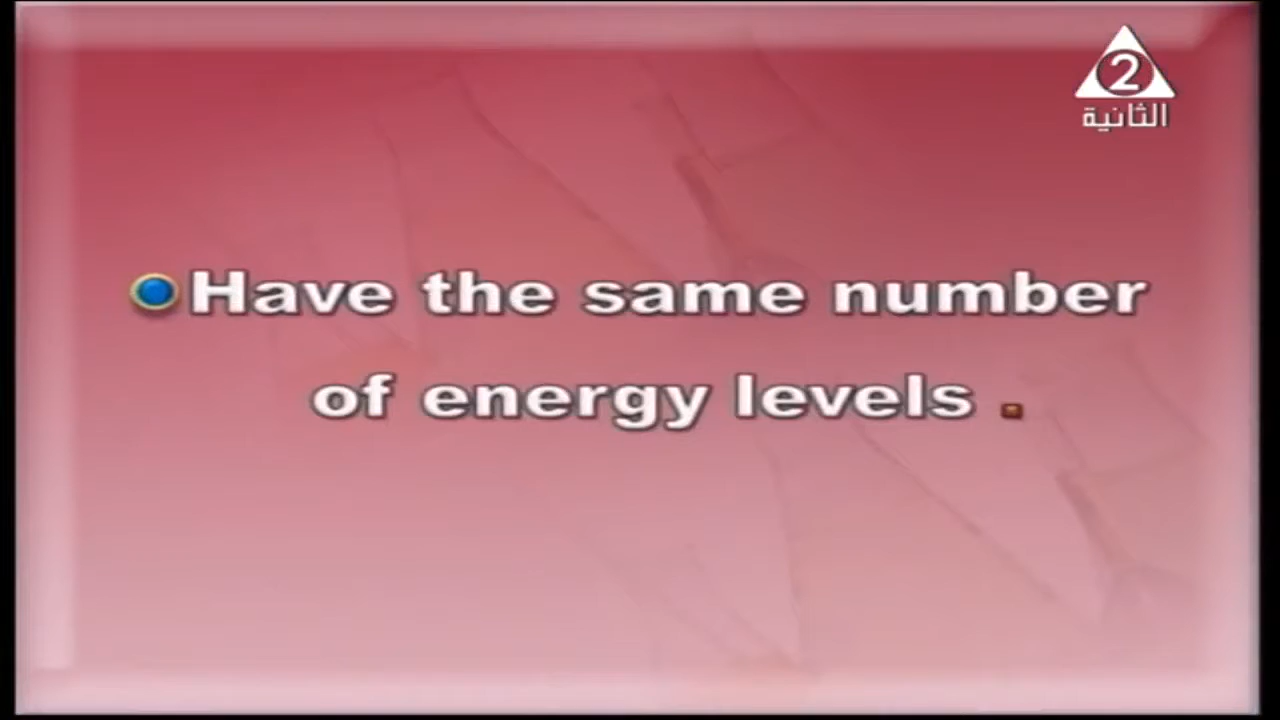 2
الثانية
Have the same number
of energy levels .